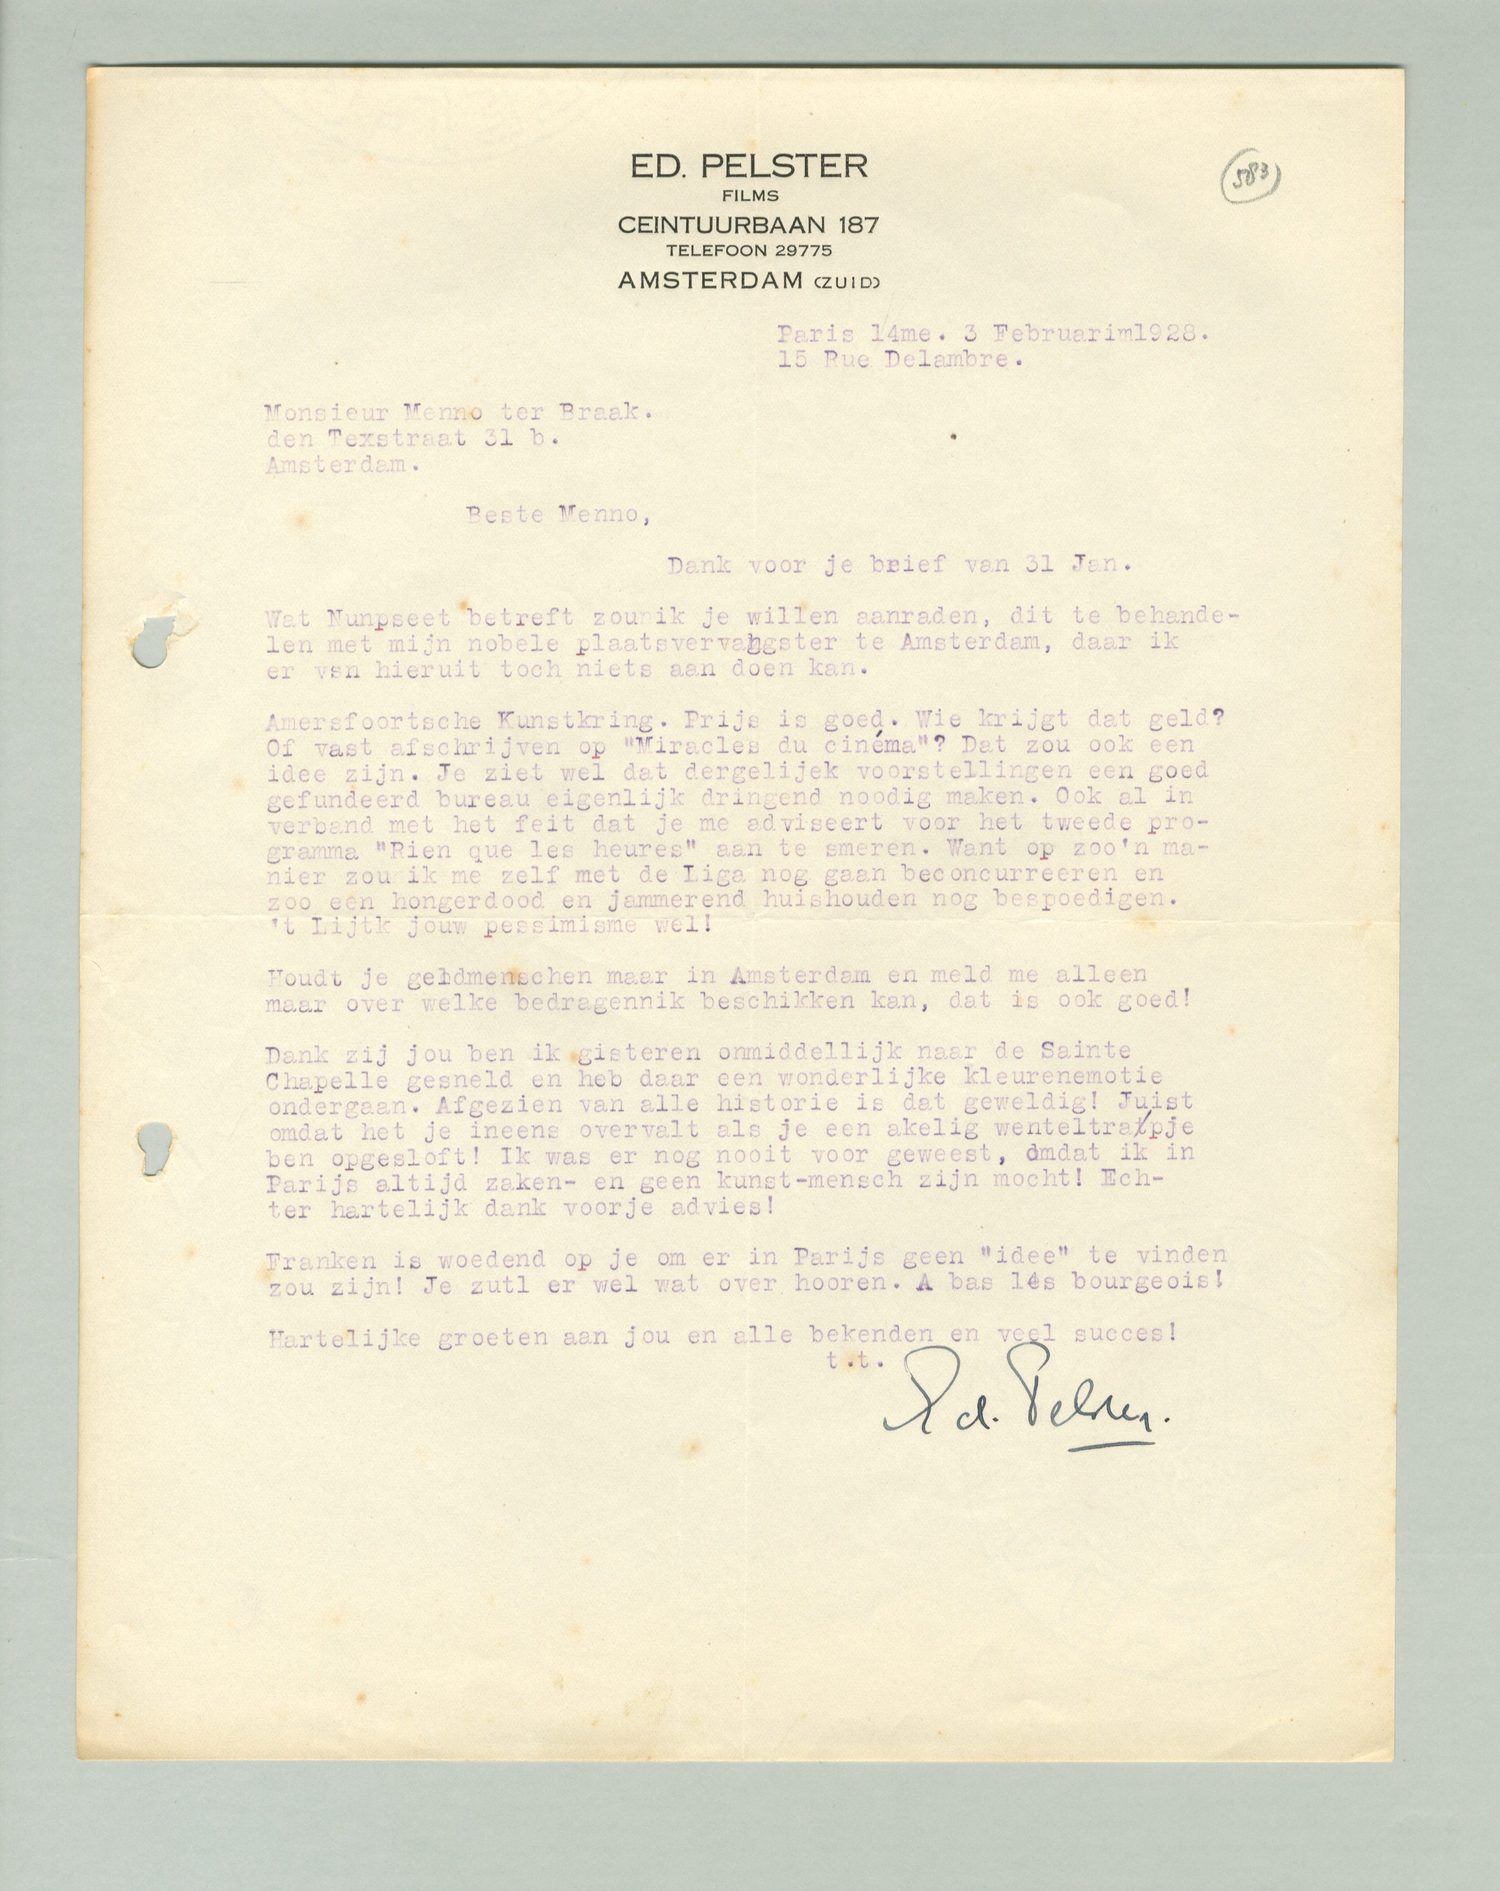 ED. PELSTER
FILMS
CEINTUURBAAN 187
TELEFOON 29775
AMSTERDAM (ZUID)
583
Paris 14me. 3 Februarim1928.
15 Rue Delambre.
Monsieur Menno ter Braak.
den Texstraat 31 b.
Amsterdam.
Beste Menno,
Dank voor je brief van 31 Jan.
Wat Nunpseet betreft zou ik je willen aanraden, dit te behande-
len met mijn nobele plaatsvervangster te Amsterdam, daar ik
er van hieruit toch niets aan doen kan.
Amersfoortsche Kunstkring. Prijs is goed. Wie krijgt dat geld?
Of vast afschrijven op "Miracles du cinéma"? Dat zou ook een
idee zijn. Je ziet wel dat dergelijek voorstellingen een goed
gefundeerd bureau eigenlijk dringend noodig maken. Ook al in
verband met het feit dat je me adviseert voor het tweede pro-
gramma "Rien que les heures" aan te smeren. Want op zoo'n ma-
nier zou ik me zelf met de Liga nog gaan beconcurreeren en
zoo een hongerdood en jammerend huishouden nog bespoedigen.
't Lijtk jouw pessimisme wel!
Houdt je geldmenschen maar in Amsterdam en meld me alleen
maar over welke bedragennik beschikken kan, dat is ook goed!
Dank zij jou ben ik gisteren onmiddellijk naar de Sainte
Chapelle gesneld en heb daar een wonderlijke kleurenemotie
ondergaan. Afgezien van alle historie is dat geweldig! Juist
omdat het je ineens overvalt als je een akelig wenteltrapje
ben opgesloft! Ik was er nog nooit voor geweest, omdat ik in
Parijs altijd zaken- en geen kunst-mensch zijn mocht! Ech-
ter hartelijk dank voorje advies!
Franken is woedend op je om er in Parijs geen "idee" te vinden
zou zijn! Je zutl er wel wat over hooren. A bas les bourgeois!
Hartelijke groeten aan jou en alle bekenden en veel succes!
t.t.
Ed. Pelster.